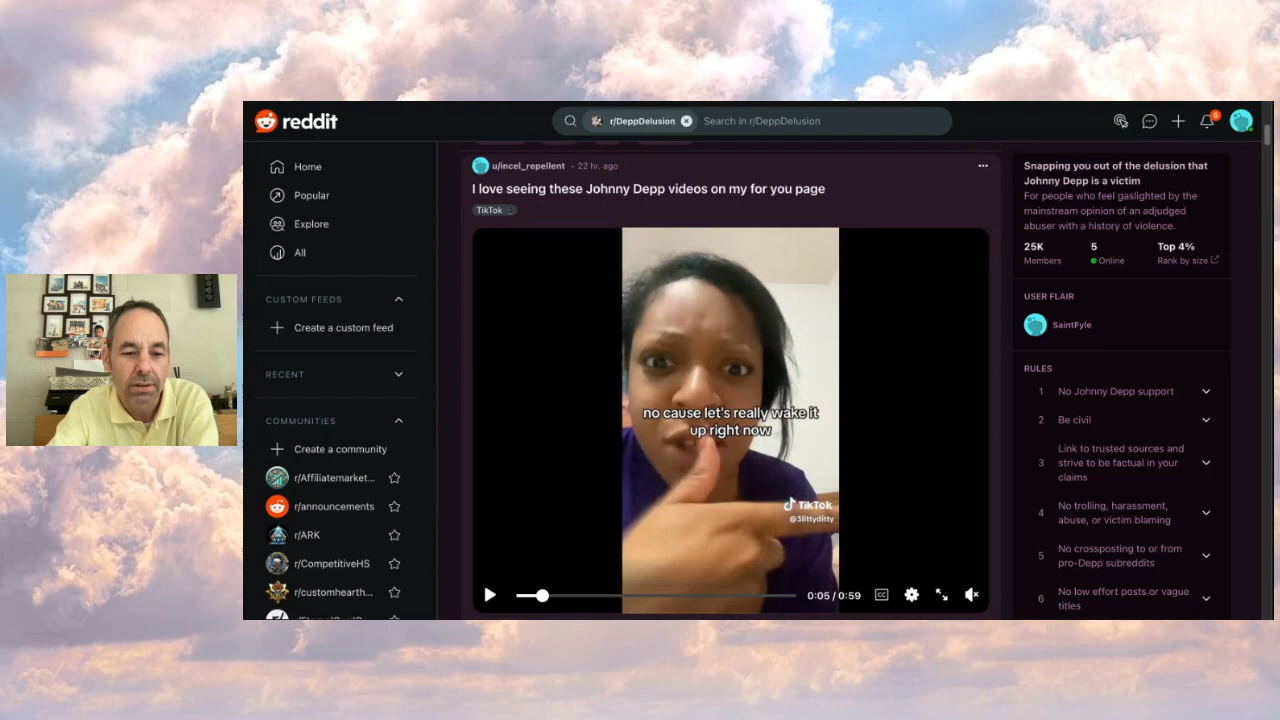 reddit
r/DeppDelusion
Search in r/DeppDelusion
6
Home
Popular
Explore
All
CUSTOM FEEDS
Create a custom feed
RECENT
COMMUNITIES
Create a community
r/Affiliatemarket...
r/announcements
r/ARK
r/CompetitiveHS
r/customhearth...
u/incel_repellent • 22 hr. ago
I love seeing these Johnny Depp videos on my for you page
TikTok
no cause let's really wake it
up right now
TikTok
@3littyditty
0:05 / 0:59
CC
Snapping you out of the delusion that
Johnny Depp is a victim
For people who feel gaslighted by the
mainstream opinion of an adjudged
abuser with a history of violence.
25K
Members
5
Online
Top 4%
Rank by size
USER FLAIR
SaintFyle
RULES
1 No Johnny Depp support
2 Be civil
3 Link to trusted sources and
strive to be factual in your
claims
4 No trolling, harassment,
abuse, or victim blaming
5 No crossposting to or from
pro-Depp subreddits
6 No low effort posts or vague
titles